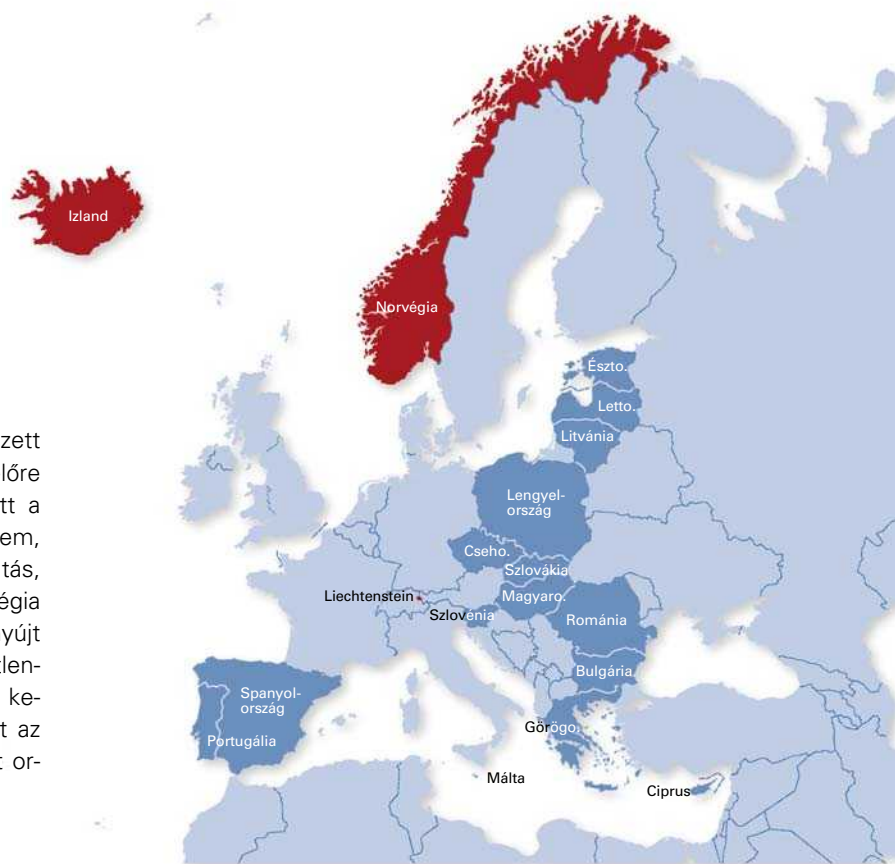 zett
lőre
tt a
em,
tás,
égia
yújt
tlen-
ke-
t az
t or-
Izland
Norvégia
Észto.
Letto.
Litvánia
Lengyel-
ország
Cseho.
Szlovákia
Liechtenstein
Magyaro.
Szlovénia
Románia
Bulgária
Spanyol-
ország
Portugália
Görögo.
Málta
Ciprus